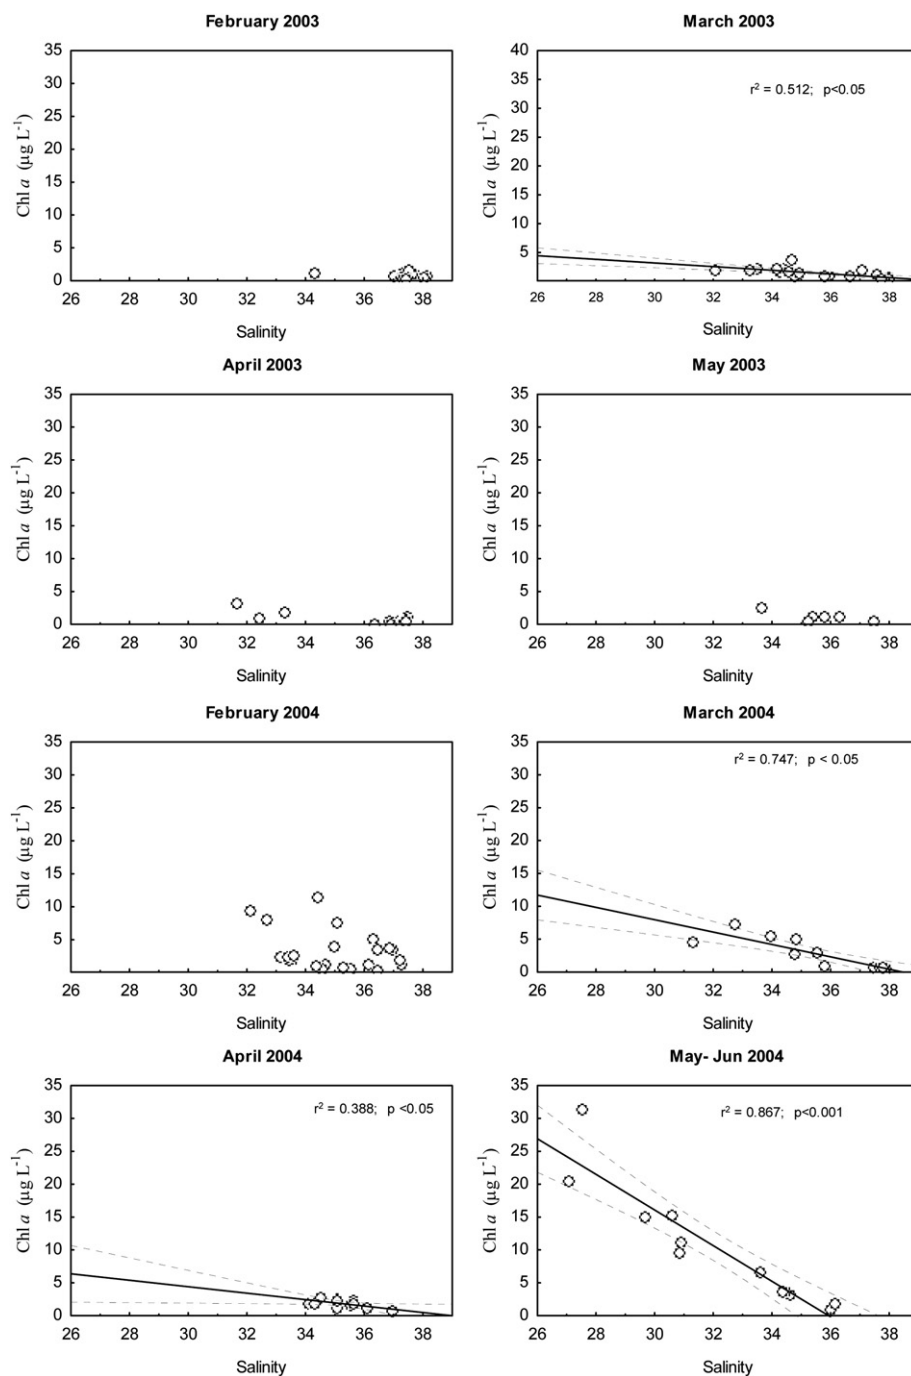 February 2003
Chl a (µg L-1)
35
30
25
20
15
10
5
0
26 28 30 32 34 36 38
Salinity
March 2003
Chl a (µg L-1)
r2 = 0.512; p<0.05
40
35
30
25
20
15
10
5
26 30 32 34 36 38
Salinity
April 2003
Chl a (µg L-1)
35
30
25
20
15
10
5
0
26 28 30 32 34 36 38
Salinity
May 2003
Chl a (µg L-1)
35
30
25
20
15
10
5
0
26 28 30 32 34 36 38
Salinity
February 2004
Chl a (µg L-1)
35
30
25
20
15
10
5
26 28 30 32 34 36 38
Salinity
March 2004
Chl a (µg L-1)
r2 = 0.747; p < 0.05
35
30
25
20
15
10
5
0
26 28 30 32 34 36 38
Salinity
April 2004
Chl a (µg L-1)
r2 = 0.388; p <0.05
35
30
25
20
15
10
5
0
26 28 30 32 34 36 38
Salinity
May- Jun 2004
Chl a (µg L-1)
r2 = 0.867; p<0.001
35
30
25
20
15
10
5
0
26 28 30 32 34 36 38
Salinity